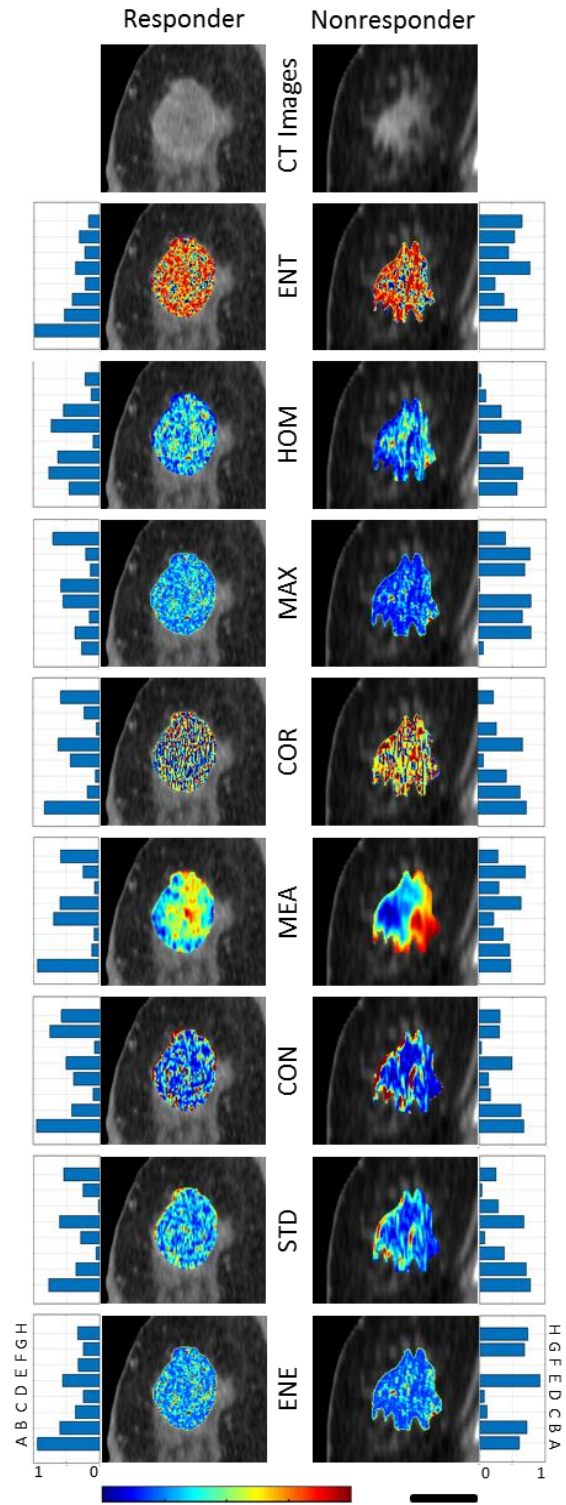 Responder Nonresponder
CT Images
ENT
HOM
MAX
COR
MEA
CON
STD
ENE
A B C D E F G H
H G F E D C B A
1 0 0 1